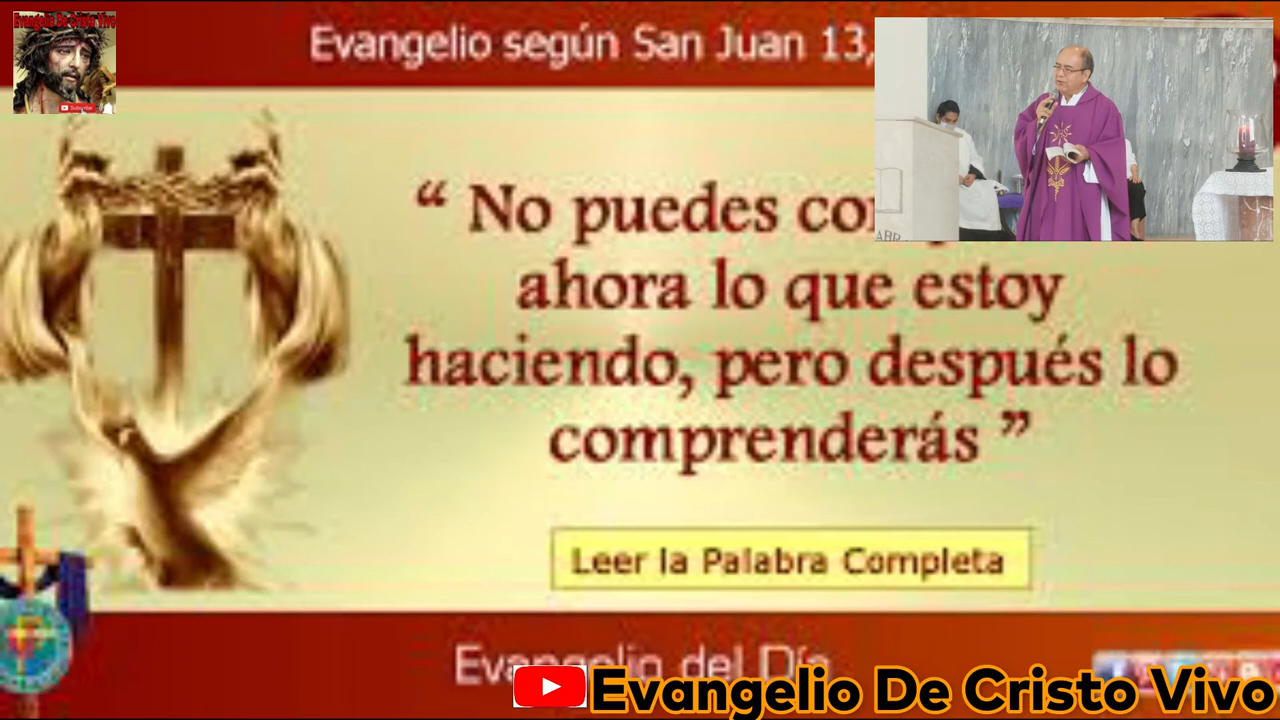 Evangelio De Cristo Vivo
Evangelio según San Juan 13,
“ No puedes co
ahora lo que estoy
haciendo, pero después lo
comprenderás ”
Leer la Palabra Completa
Evangelio del Día
Evangelio De Cristo Vivo